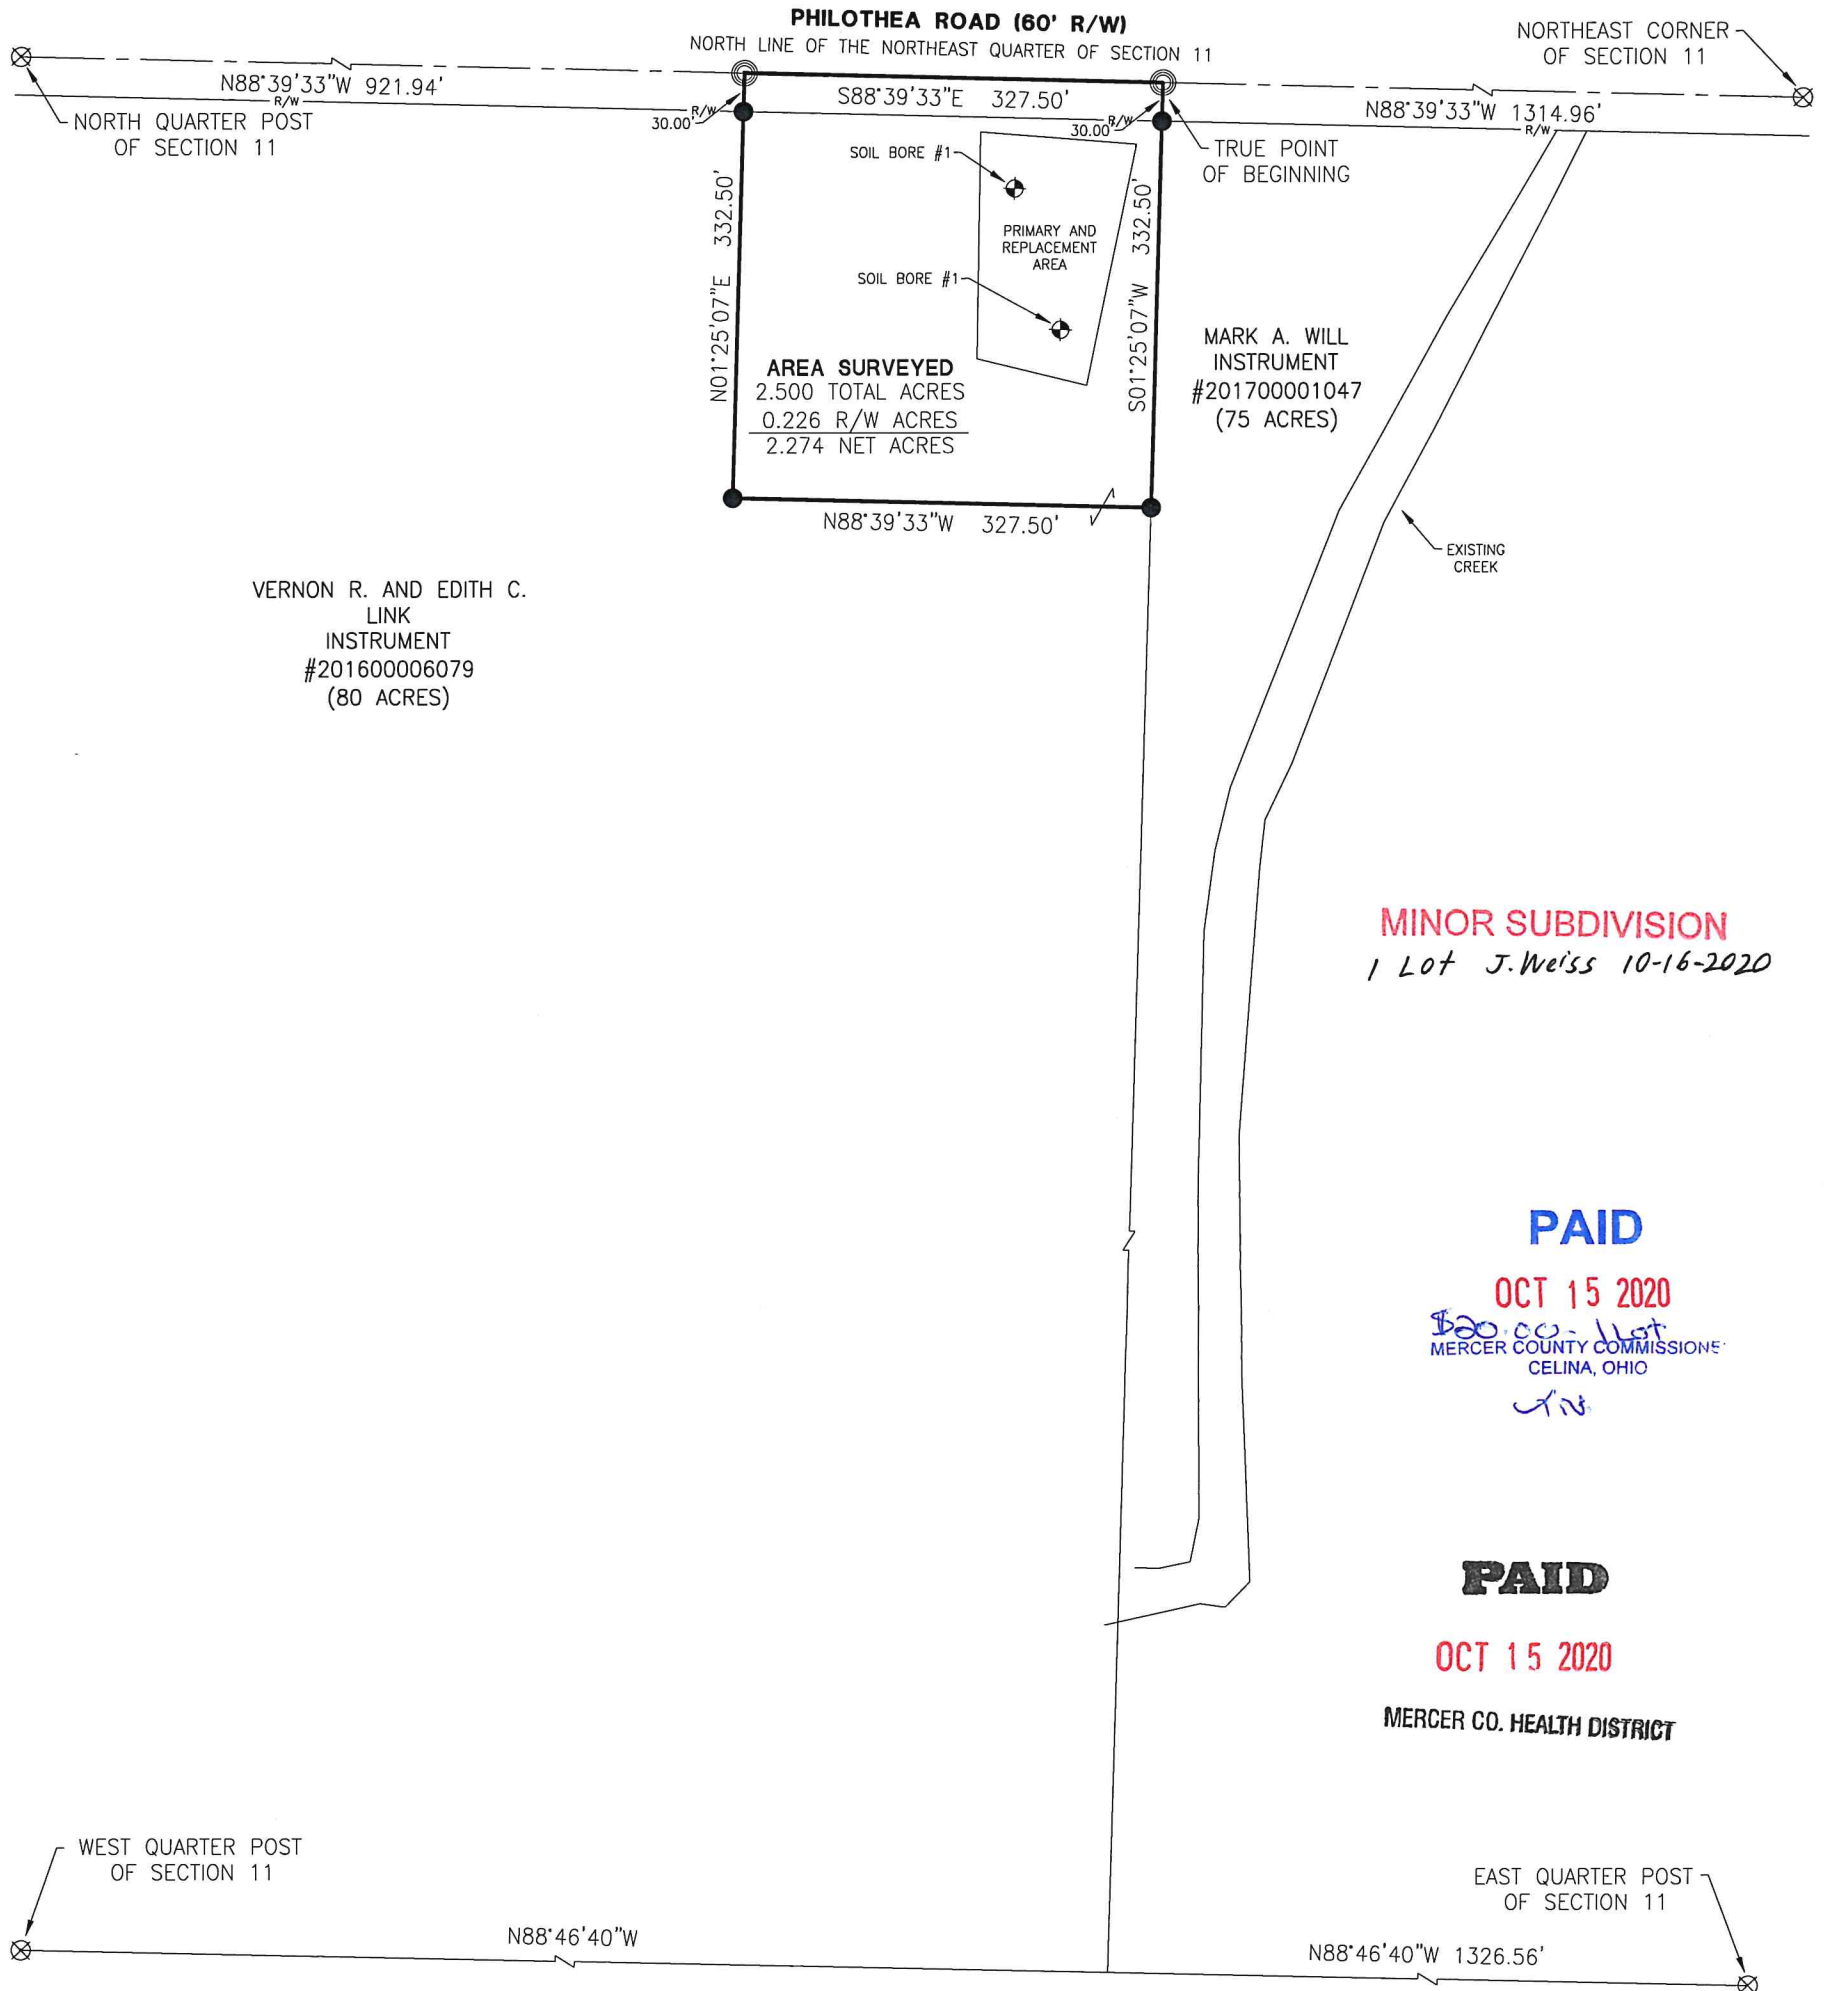 PHILOTHEA ROAD (60' R/W)
NORTH LINE OF THE NORTHEAST QUARTER OF SECTION 11
NORTHEAST CORNER
OF SECTION 11
N88°39'33"W 921.94'
R/W
NORTH QUARTER POST
OF SECTION 11
S88°39'33"E 327.50'
R/W
30.00'
R/W
30.00'
N88°39'33"W 1314.96'
R/W
TRUE POINT
OF BEGINNING
SOIL BORE #1
PRIMARY AND
REPLACEMENT
AREA
SOIL BORE #1
N01°25'07"E 332.50'
S01°25'07"W 332.50'
AREA SURVEYED
2.500 TOTAL ACRES
0.226 R/W ACRES
2.274 NET ACRES
MARK A. WILL
INSTRUMENT
#201700001047
(75 ACRES)
N88°39'33"W 327.50'
EXISTING
CREEK
VERNON R. AND EDITH C.
LINK
INSTRUMENT
#201600006079
(80 ACRES)
MINOR SUBDIVISION
1 Lot J. Weiss 10-16-2020
PAID
OCT 15 2020
$20.00 - 1 Lot
MERCER COUNTY COMMISSIONE
CELINA, OHIO
PAID
OCT 15 2020
MERCER CO. HEALTH DISTRICT
WEST QUARTER POST
OF SECTION 11
EAST QUARTER POST
OF SECTION 11
N88°46'40"W
N88°46'40"W 1326.56'